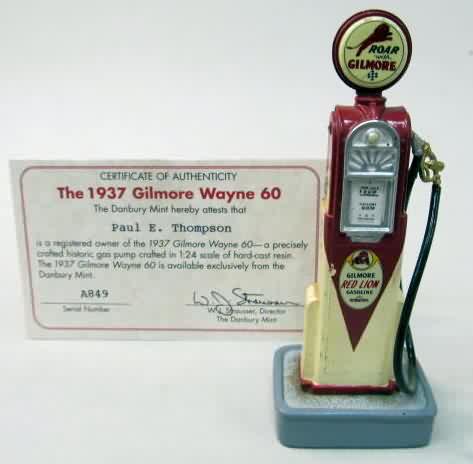 CERTIFICATE OF AUTHENTICITY
The 1937 Gilmore Wayne 60
The Danbury Mint hereby attests that
Paul E. Thompson
is a registered owner of the 1937 Gilmore Wayne 60—a precisely
crafted historic gas pump crafted in 1:24 scale of hard-cast resin.
The 1937 Gilmore Wayne 60 is available exclusively from the
Danbury Mint.
A849
Serial Number
W.J. Strausser, Director
The Danbury Mint
ROAR
with
GILMORE
GILMORE
RED LION
GASOLINE